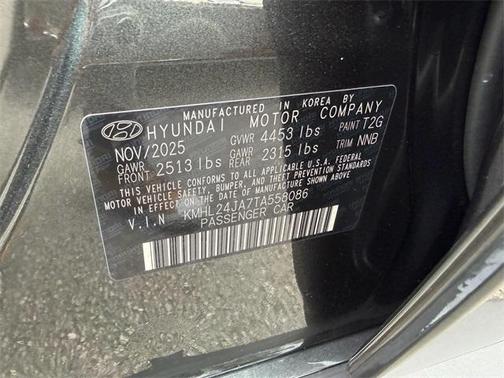 MANUFACTURED IN KOREA BY
HYUNDAI MOTOR COMPANY
NOV/2025 GVWR 4453 lbs PAINT T2G
GAWR FRONT 2513 lbs GAWR REAR 2315 lbs TRIM NNB
THIS VEHICLE CONFORMS TO ALL APPLICABLE U.S.A. FEDERAL
MOTOR VEHICLE SAFETY, BUMPER, AND THEFT PREVENTION
STANDARDS IN EFFECT ON THE DATE OF MANUFACTURE SHOWN ABOVE.
V.I.N KMHL24JA7TA558086
PASSENGER CAR